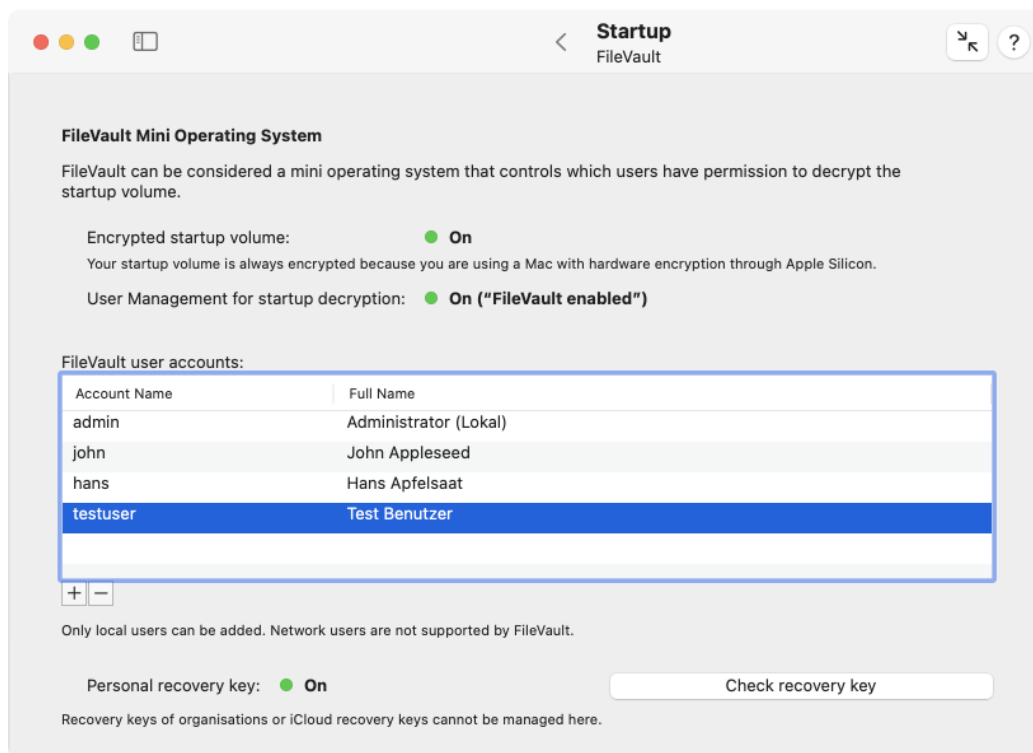 Startup
FileVault
?
FileVault Mini Operating System
FileVault can be considered a mini operating system that controls which users have permission to decrypt the
startup volume.
Encrypted startup volume: On
Your startup volume is always encrypted because you are using a Mac with hardware encryption through Apple Silicon.
User Management for startup decryption: On (“FileVault enabled”)
FileVault user accounts:
Account Name Full Name
admin Administrator (Lokal)
john John Appleseed
hans Hans Apfelsaat
testuser Test Benutzer
+ −
Only local users can be added. Network users are not supported by FileVault.
Personal recovery key: On Check recovery key
Recovery keys of organisations or iCloud recovery keys cannot be managed here.